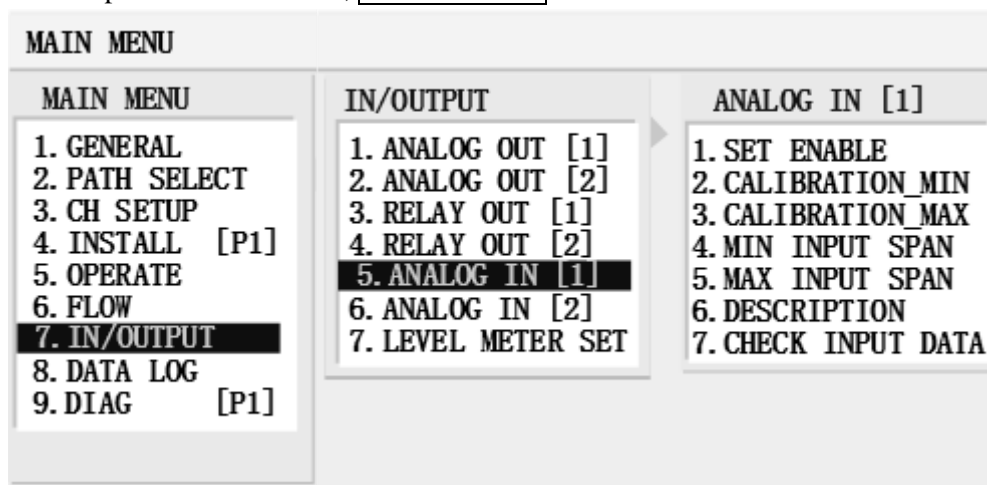 MAIN MENU
MAIN MENU
1. GENERAL
2. PATH SELECT
3. CH SETUP
4. INSTALL [P1]
5. OPERATE
6. FLOW
7. IN/OUTPUT
8. DATA LOG
9. DIAG [P1]
IN/OUTPUT
1. ANALOG OUT [1]
2. ANALOG OUT [2]
3. RELAY OUT [1]
4. RELAY OUT [2]
5. ANALOG IN [1]
6. ANALOG IN [2]
7. LEVEL METER SET
ANALOG IN [1]
1. SET ENABLE
2. CALIBRATION_MIN
3. CALIBRATION_MAX
4. MIN INPUT SPAN
5. MAX INPUT SPAN
6. DESCRIPTION
7. CHECK INPUT DATA